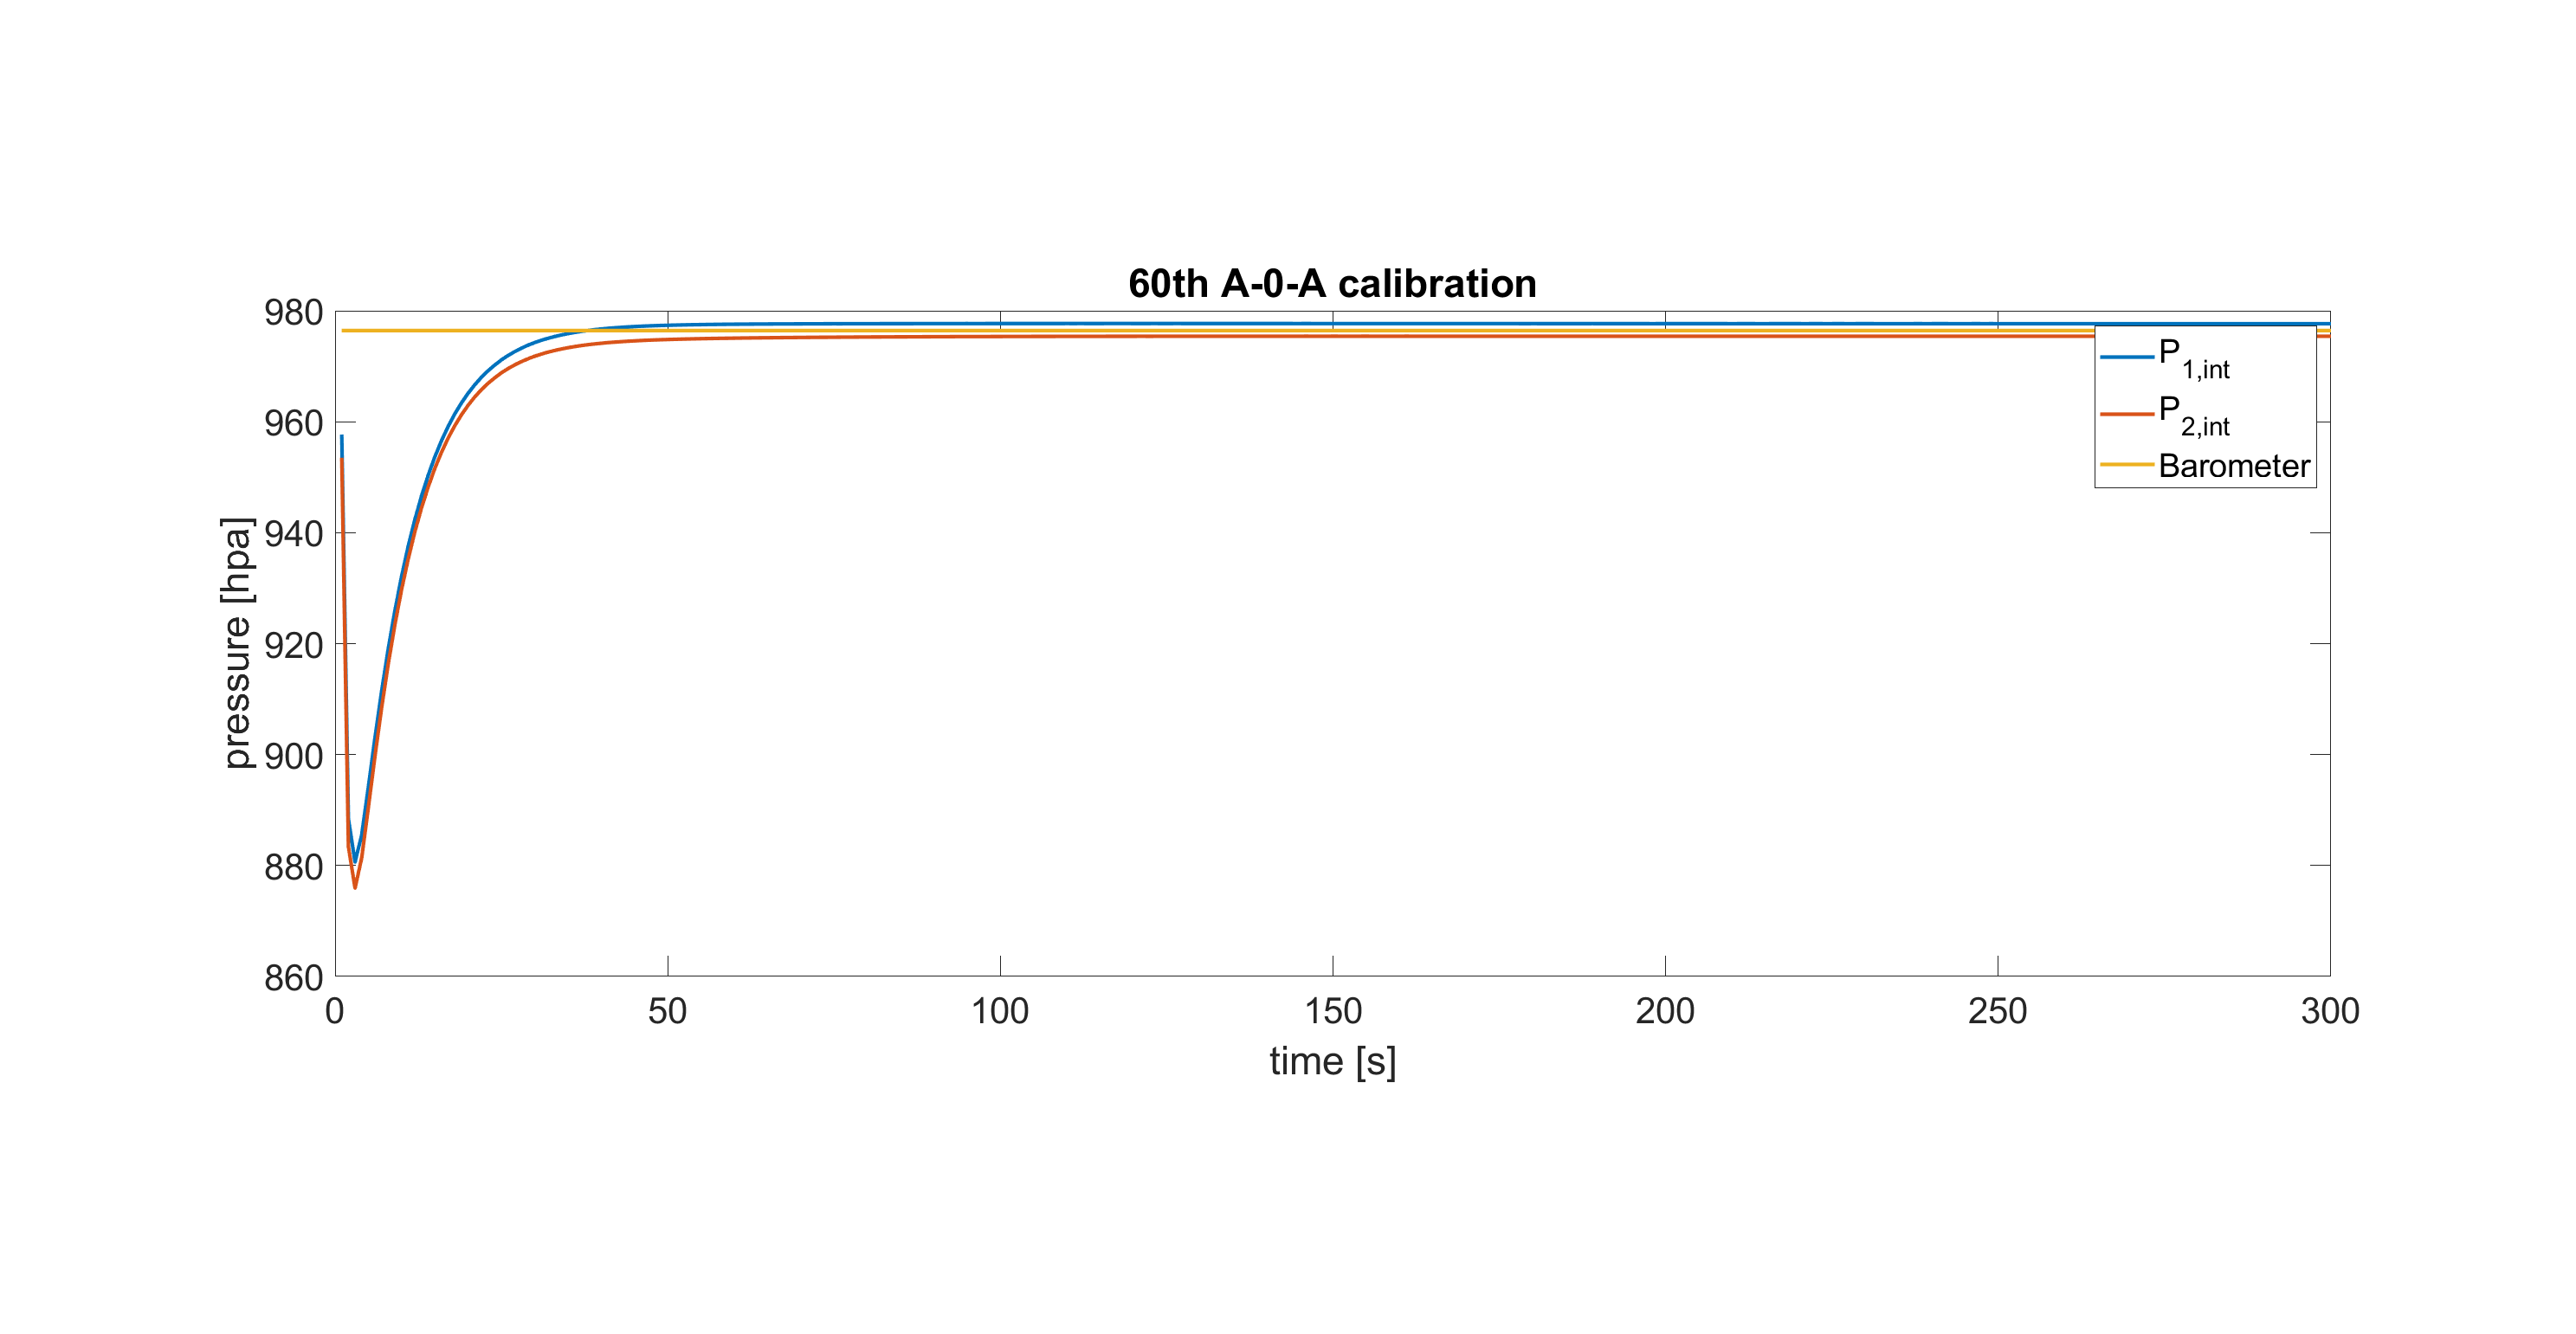 60th A-0-A calibration
pressure [hpa]
980
960
940
920
900
880
860
0 50 100 150 200 250 300
time [s]
P1,int
P2,int
Barometer